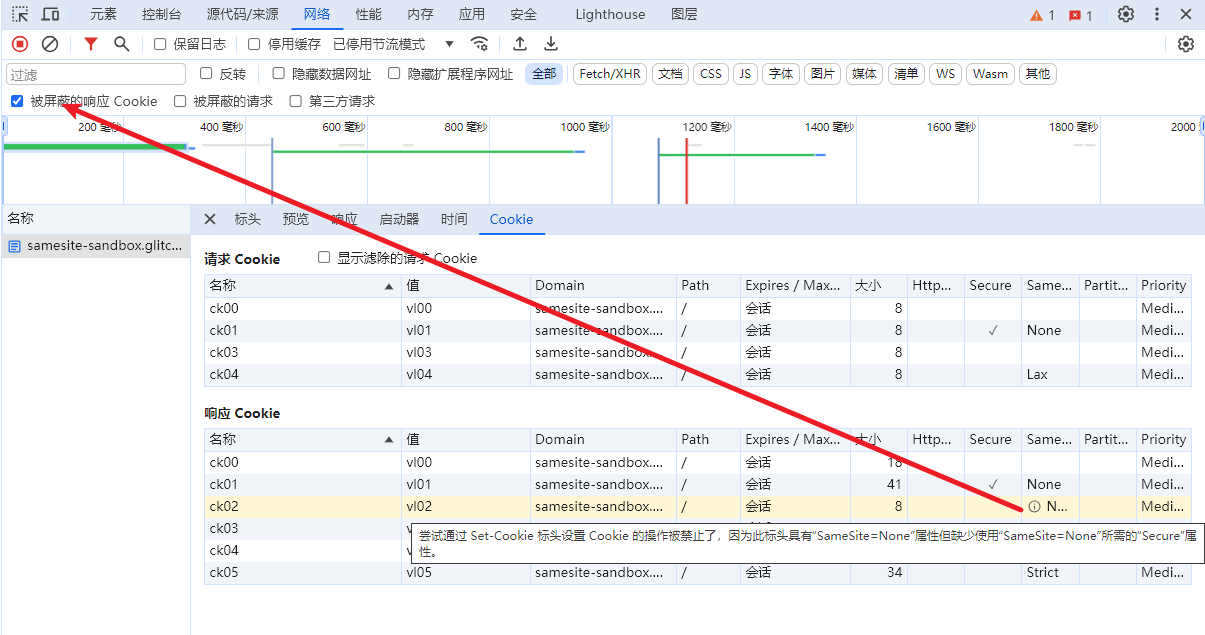 元素 控制台 源代码/来源 网络 性能 内存 应用 安全 Lighthouse 图层 1 1
保留日志 停用缓存 已停用节流模式
过滤 反转 隐藏数据网址 隐藏扩展程序网址 全部 Fetch/XHR 文档 CSS JS 字体 图片 媒体 清单 WS Wasm 其他
被屏蔽的响应 Cookie 被屏蔽的请求 第三方请求
200 毫秒 400 毫秒 600 毫秒 800 毫秒 1000 毫秒 1200 毫秒 1400 毫秒 1600 毫秒 1800 毫秒 2000
名称 标头 预览 响应 启动器 时间 Cookie
samesite-sandbox.glitc...
请求 Cookie 显示滤除的请求 Cookie
名称 值 Domain Path Expires / Max... 大小 Http... Secure Same... Partit... Priority
ck00 vl00 samesite-sandbox.... / 会话 8 Medi...
ck01 vl01 samesite-sandbox.... / 会话 8 ✓ None Medi...
ck03 vl03 samesite-sandbox.... / 会话 8 Medi...
ck04 vl04 samesite-sandbox.... / 会话 8 Lax Medi...
响应 Cookie
名称 值 Domain Path Expires / Max... 大小 Http... Secure Same... Partit... Priority
ck00 vl00 samesite-sandbox.... / 会话 18 Medi...
ck01 vl01 samesite-sandbox.... / 会话 41 ✓ None Medi...
ck02 vl02 samesite-sandbox.... / 会话 8 N... Medi...
ck03
尝试通过 Set-Cookie 标头设置 Cookie 的操作被禁止了，因为此标头具有“SameSite=None”属性但缺少使用“SameSite=None”所需的“Secure”属
性。
ck04
ck05 vl05 samesite-sandbox.... / 会话 34 Strict Medi...